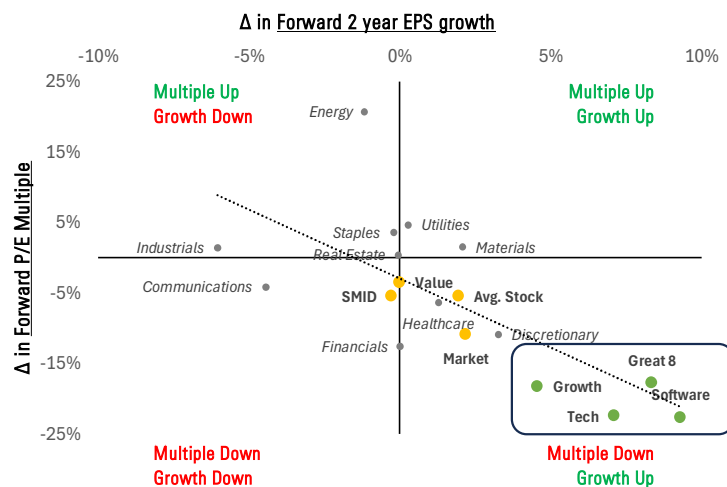 Δ in Forward 2 year EPS growth
-10% -5% 0% 5% 10%
25%
Multiple Up
Growth Down
Multiple Up
Growth Up
Energy
15%
Δ in Forward P/E Multiple
5%
Utilities
Staples
Industrials
Real Estate
Materials
Communications
Value
-5%
SMID
Avg. Stock
Healthcare
Discretionary
Financials
Market
-15%
Great 8
Growth
Software
Tech
-25%
Multiple Down
Growth Down
Multiple Down
Growth Up